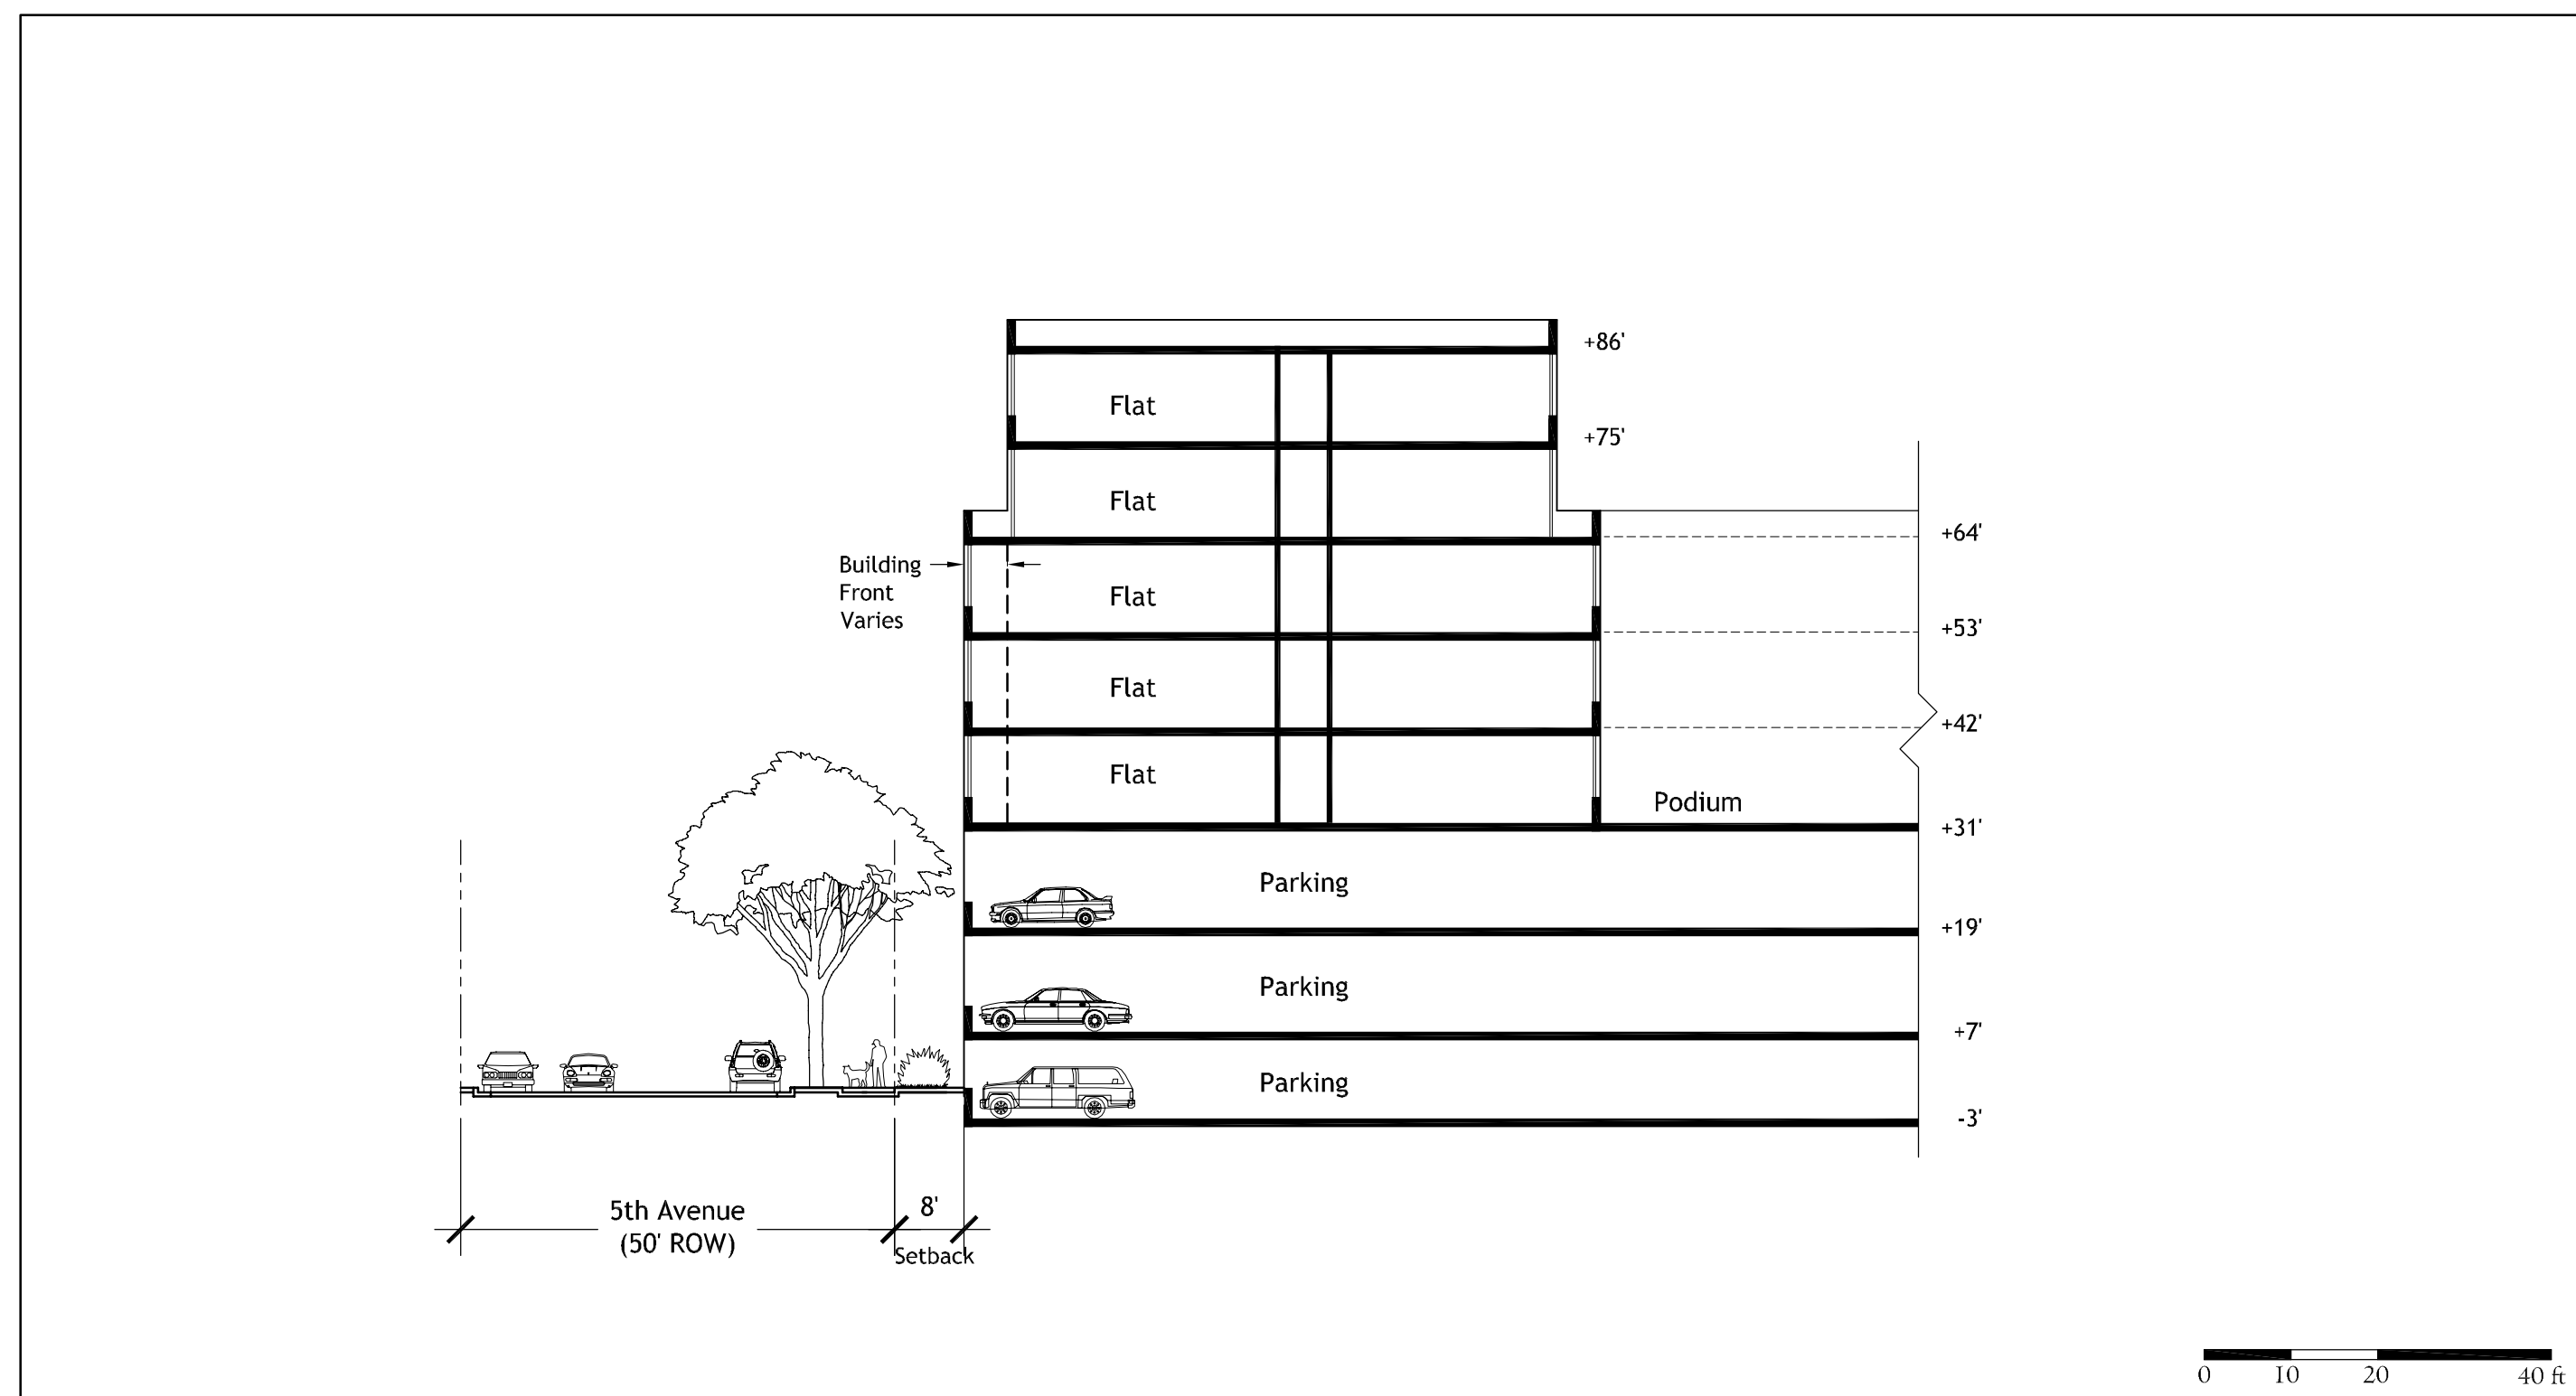 +86'
Flat
+75'
Flat
+64'
Building
Front
Varies
Flat
+53'
Flat
+42'
Flat
Podium
+31'
Parking
+19'
Parking
+7'
Parking
-3'
5th Avenue
(50' ROW)
8'
Setback
0 10 20 40 ft